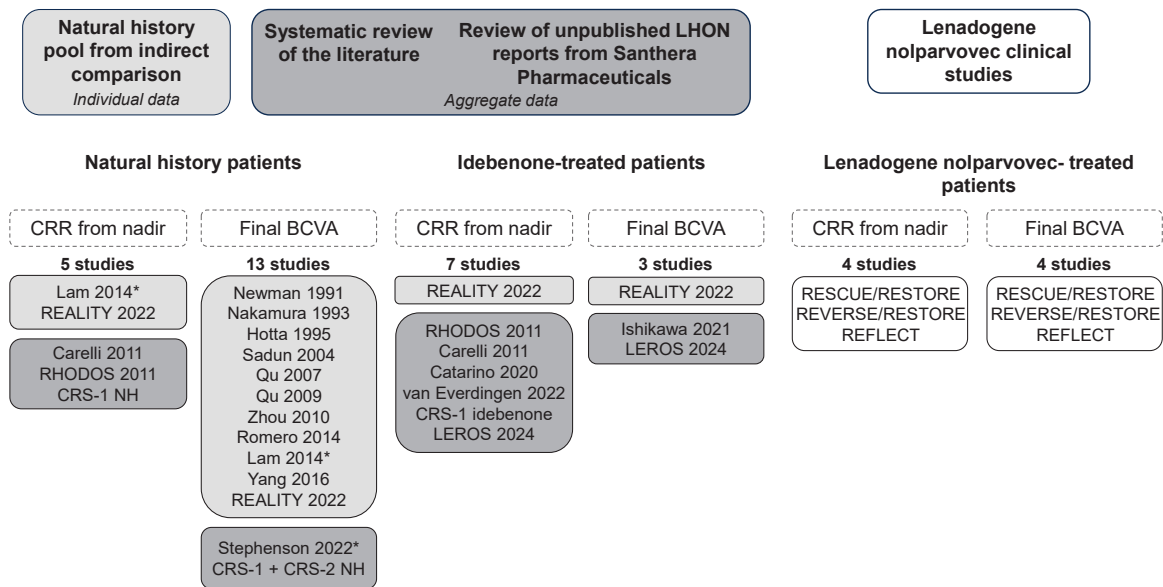 Natural history
pool from indirect
comparison
Individual data
Systematic review
of the literature
Review of unpublished LHON
reports from Santhera
Pharmaceuticals
Aggregate data
Lenadogene
nolparvovec clinical
studies
Natural history patients
CRR from nadir
5 studies
Lam 2014*
REALITY 2022
Carelli 2011
RHODOS 2011
CRS-1 NH
Final BCVA
13 studies
Newman 1991
Nakamura 1993
Hotta 1995
Sadun 2004
Qu 2007
Qu 2009
Zhou 2010
Romero 2014
Lam 2014*
Yang 2016
REALITY 2022
Stephenson 2022*
CRS-1 + CRS-2 NH
Idebenone-treated patients
CRR from nadir
7 studies
REALITY 2022
RHODOS 2011
Carelli 2011
Catarino 2020
van Everdingen 2022
CRS-1 idebenone
LEROS 2024
Final BCVA
3 studies
REALITY 2022
Ishikawa 2021
LEROS 2024
Lenadogene nolparvovec- treated
patients
CRR from nadir
4 studies
RESCUE/RESTORE
REVERSE/RESTORE
REFLECT
Final BCVA
4 studies
RESCUE/RESTORE
REVERSE/RESTORE
REFLECT